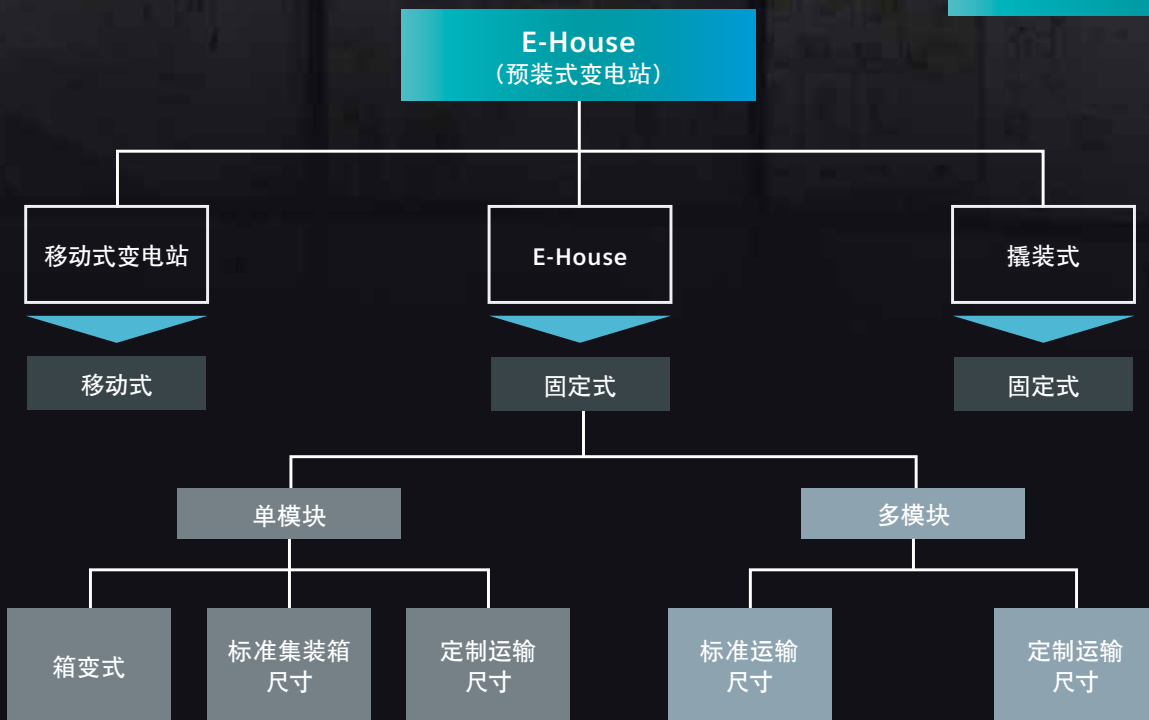 E-House
（预装式变电站）
移动式变电站
E-House
撬装式
移动式
固定式
固定式
单模块
多模块
箱变式
标准集装箱
尺寸
定制运输
尺寸
标准运输
尺寸
定制运输
尺寸